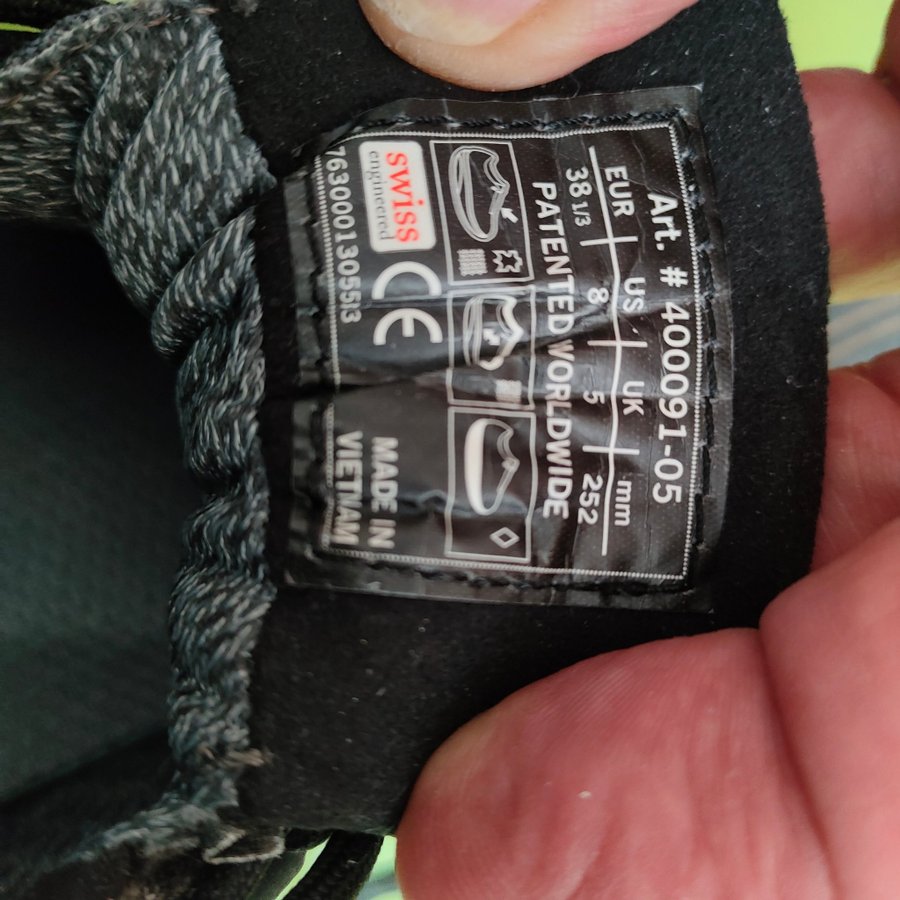 Art. # 400091-05
EUR US UK mm
38 1/3 8 5 252
PATENTED WORLDWIDE
swiss
engineered
CE
MADE IN
VIETNAM
7630001305513